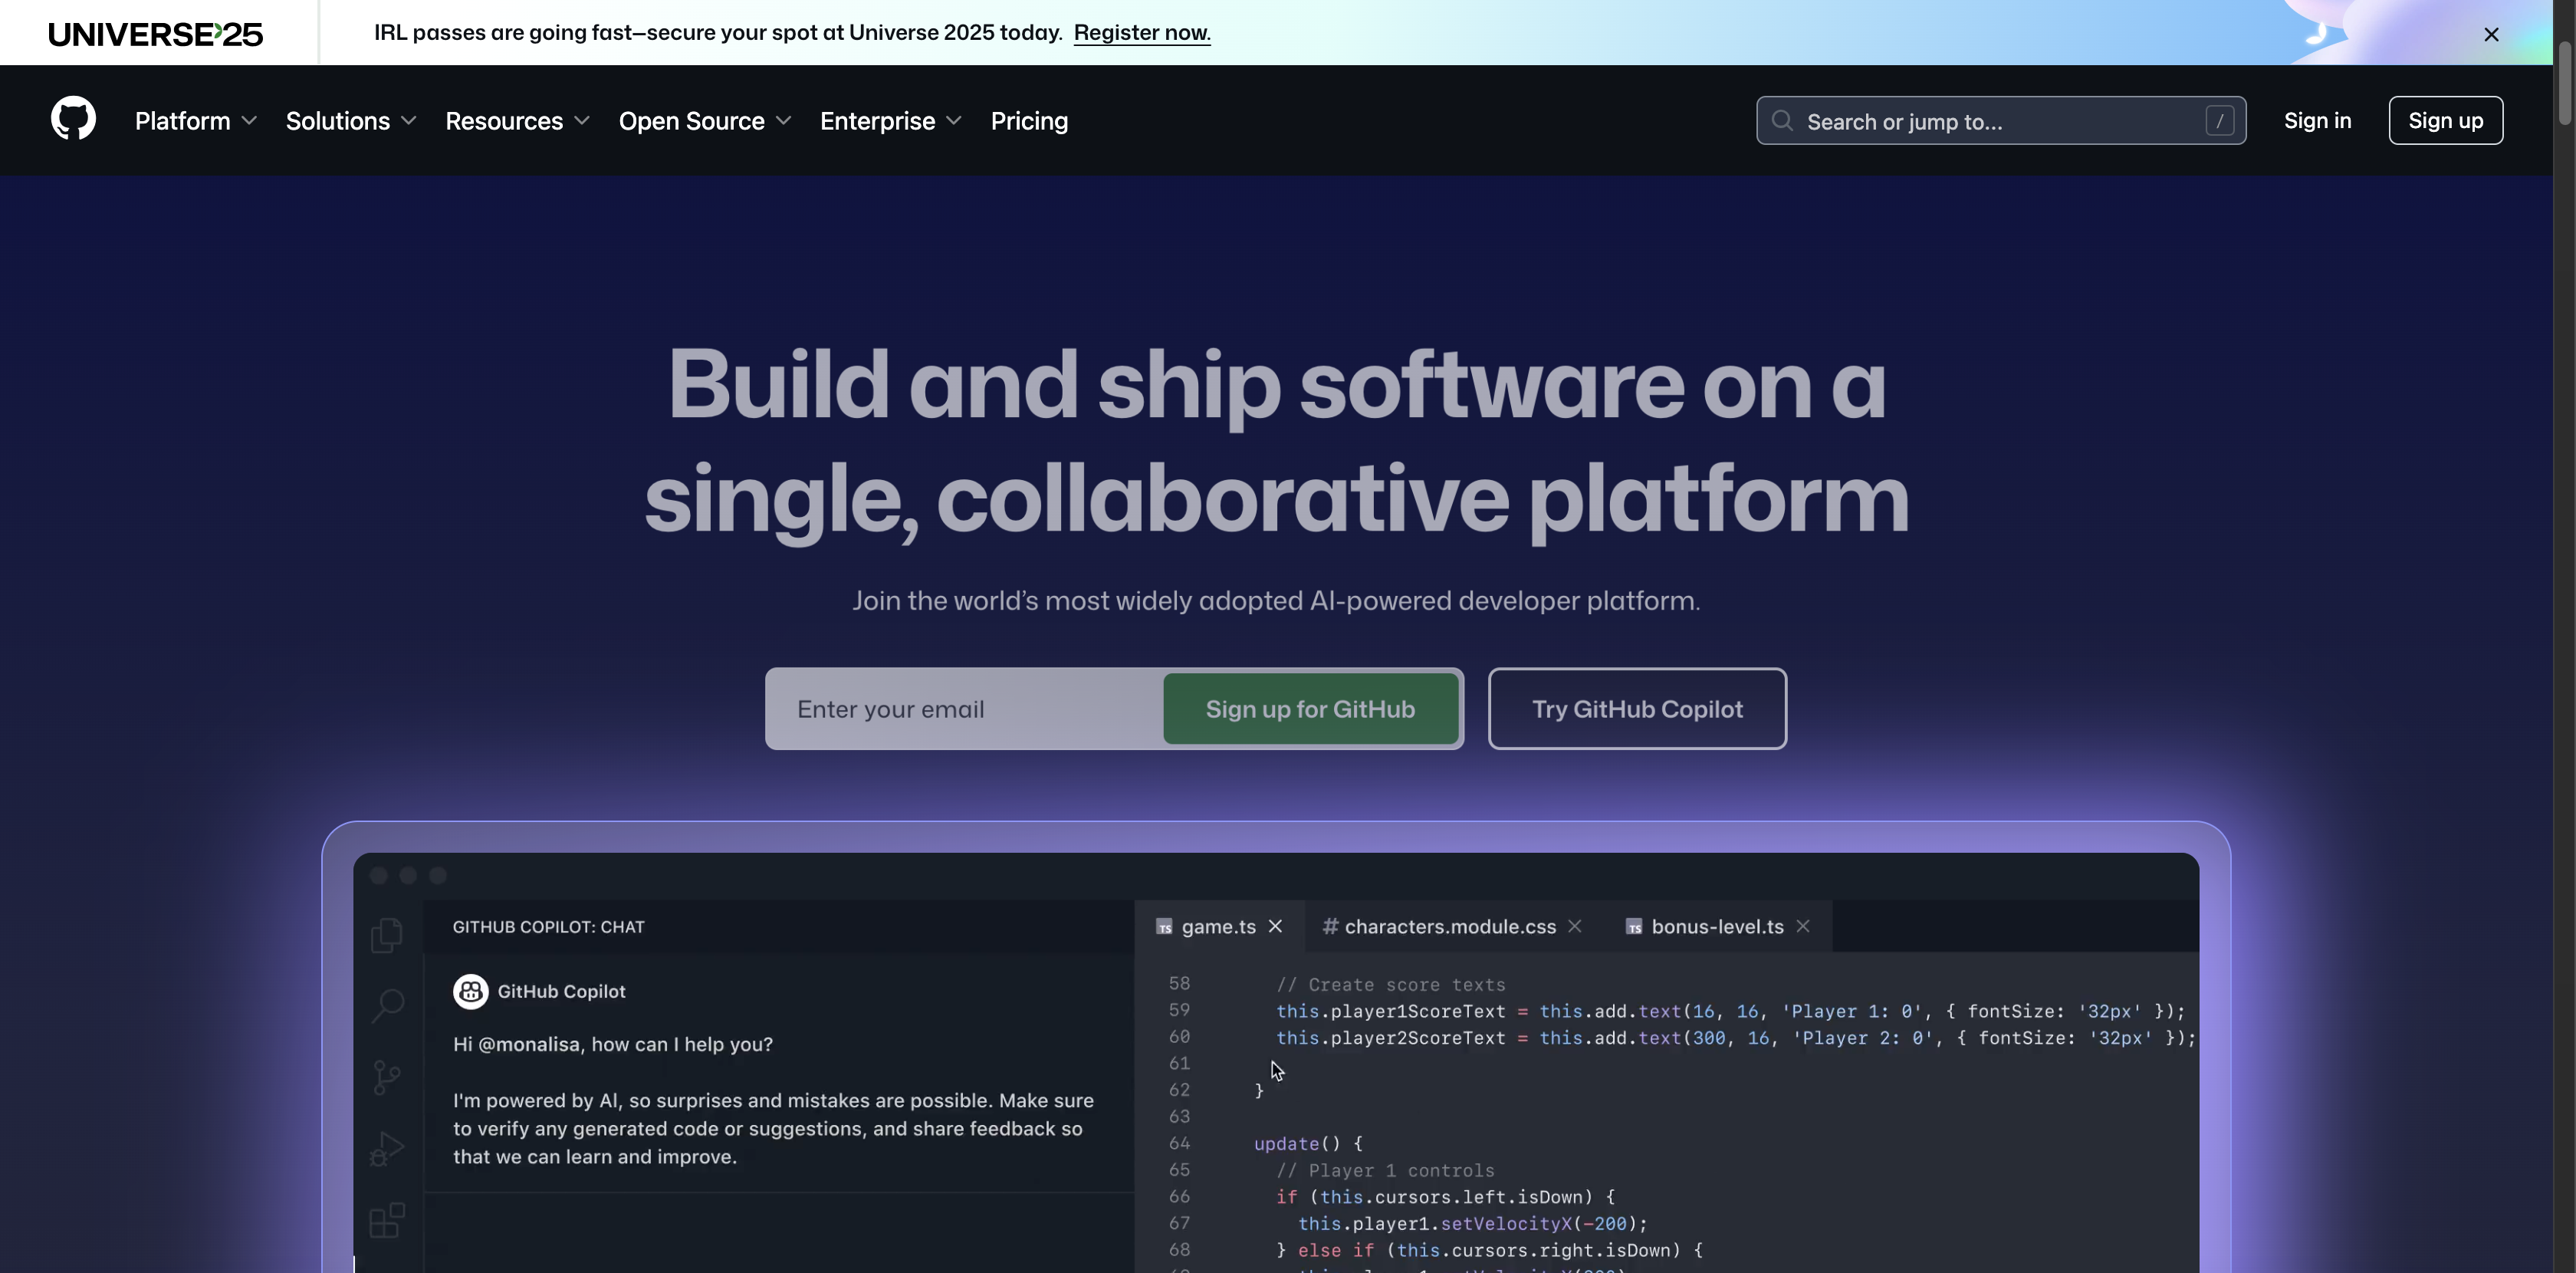 UNIVERSE'25
IRL passes are going fast—secure your spot at Universe 2025 today. Register now.
Platform Solutions Resources Open Source Enterprise Pricing
Search or jump to... /
Sign in
Sign up
Build and ship software on a
single, collaborative platform
Join the world’s most widely adopted AI-powered developer platform.
Enter your email
Sign up for GitHub
Try GitHub Copilot
GITHUB COPILOT: CHAT
GitHub Copilot
Hi @monalisa, how can I help you?
I'm powered by AI, so surprises and mistakes are possible. Make sure
to verify any generated code or suggestions, and share feedback so
that we can learn and improve.
TS game.ts # characters.module.css TS bonus-level.ts
58 // Create score texts
59 this.player1ScoreText = this.add.text(16, 16, 'Player 1: 0', { fontSize: '32px' });
60 this.player2ScoreText = this.add.text(300, 16, 'Player 2: 0', { fontSize: '32px' });
61
62 }
63
64 update() {
65 // Player 1 controls
66 if (this.cursors.left.isDown) {
67 this.player1.setVelocityX(-200);
68 } else if (this.cursors.right.isDown) {